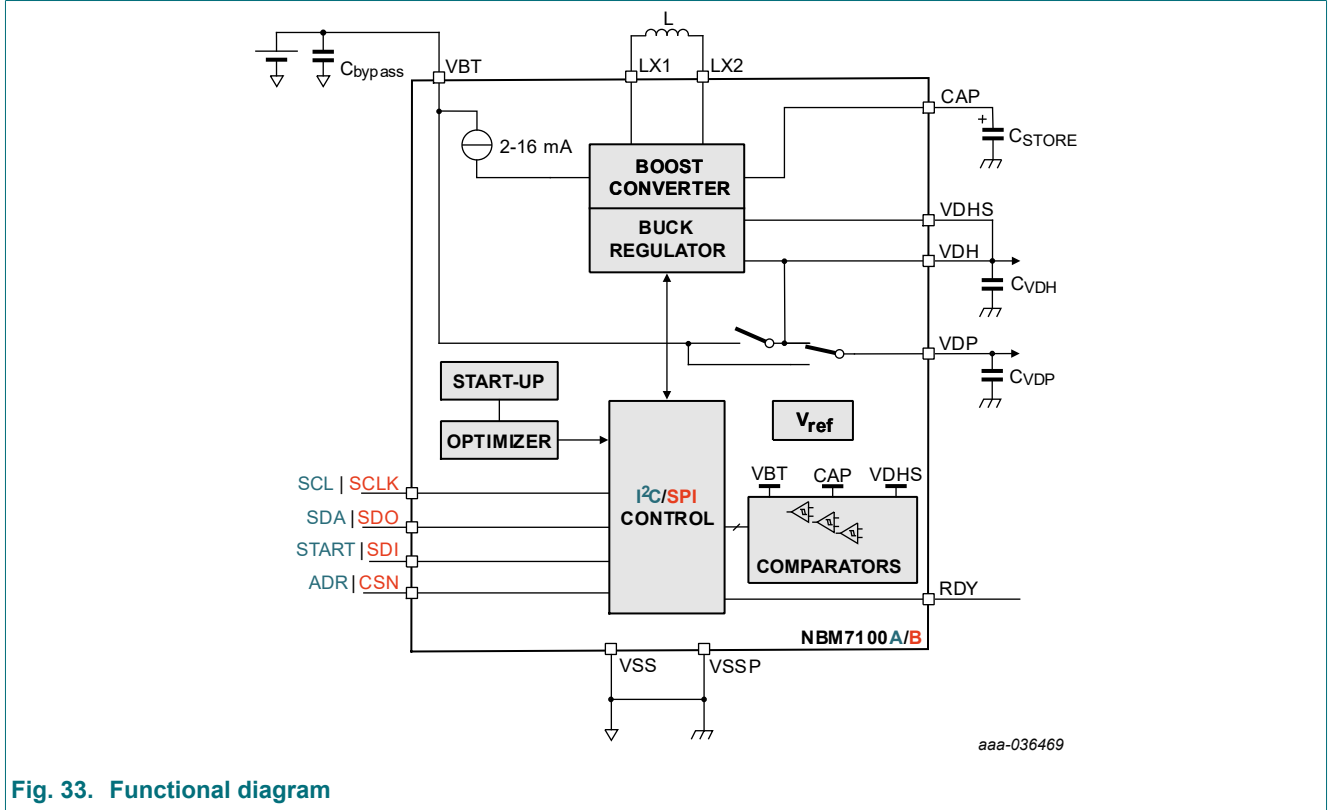 L
Cbypass
VBT
LX1
LX2
CAP
2-16 mA
+
CSTORE
BOOST
CONVERTER
VDHS
BUCK
REGULATOR
VDH
CVDH
VDP
START-UP
CVDP
Vref
OPTIMIZER
VBT
CAP
VDHS
SCL | SCLK
I2C/SPI
CONTROL
SDA | SDO
START | SDI
COMPARATORS
ADR | CSN
RDY
NBM7100A/B
VSS
VSSP
aaa-036469
Fig. 33. Functional diagram